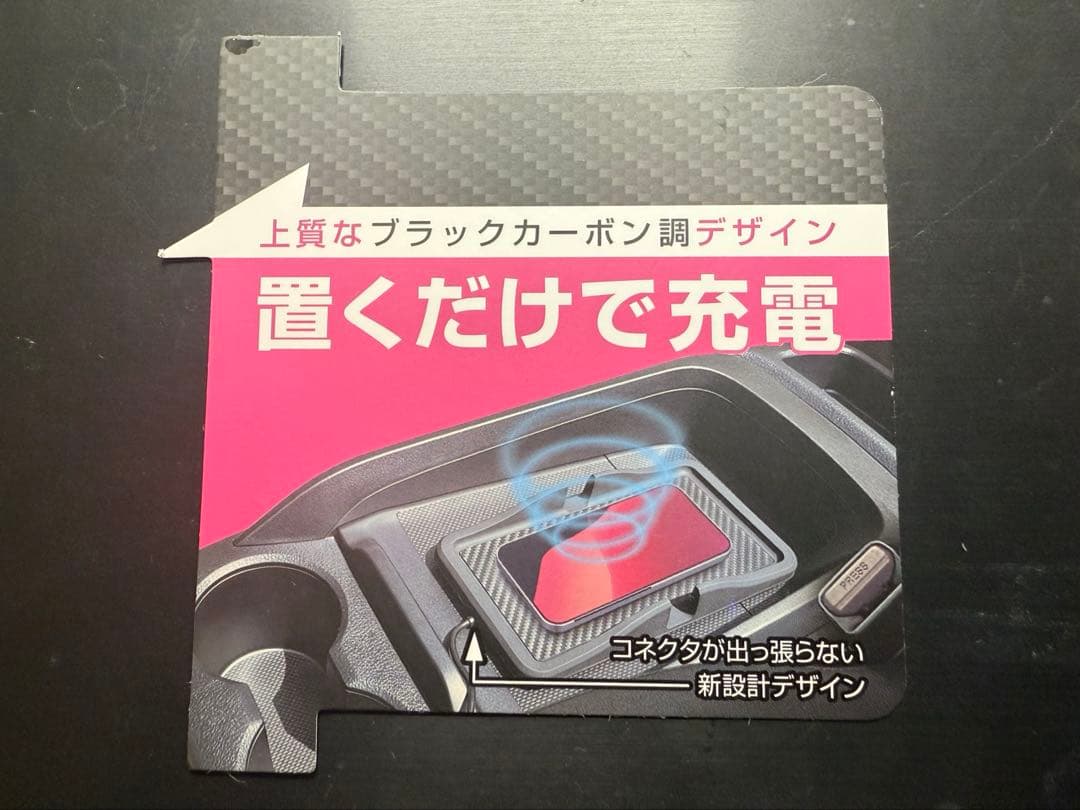 上質なブラックカーボン調デザイン
置くだけで充電
PRESS
コネクタが出っ張らない
新設計デザイン